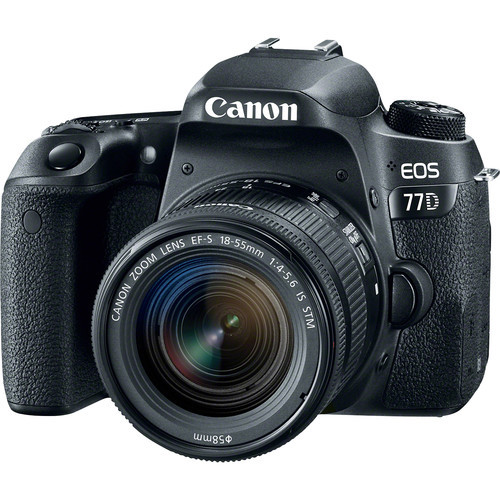 Canon
EOS
77D
CANON ZOOM LENS EF-S 18-55mm 1:4-5.6 IS STM
Φ58mm